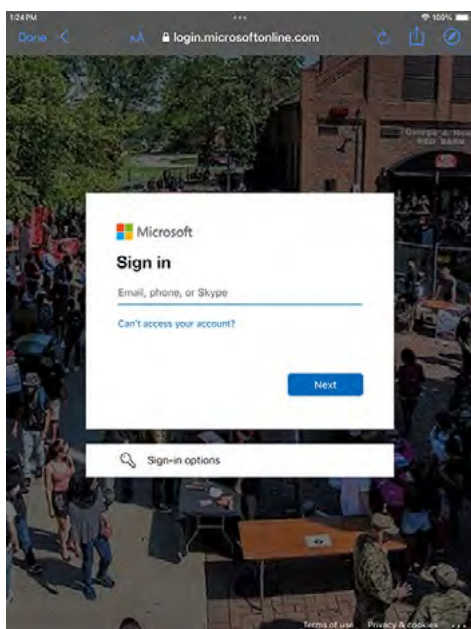 1:24 PM
100%
Done
AA
login.microsoftonline.com
Microsoft
Sign in
Email, phone, or Skype
Can't access your account?
Next
Sign-in options
Terms of use
Privacy & cookies
...